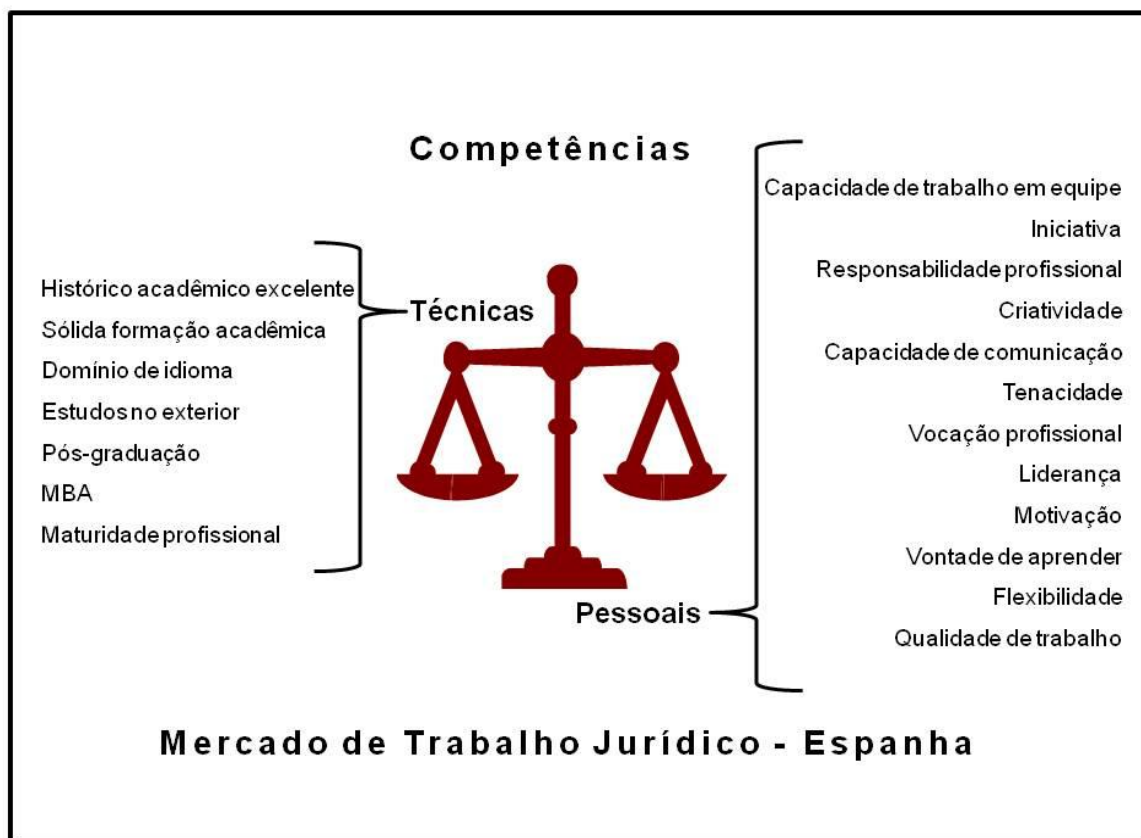 Competências
Técnicas
Histórico acadêmico excelente
Sólida formação acadêmica
Domínio de idioma
Estudos no exterior
Pós-graduação
MBA
Maturidade profissional
Pessoais
Capacidade de trabalho em equipe
Iniciativa
Responsabilidade profissional
Criatividade
Capacidade de comunicação
Tenacidade
Vocação profissional
Liderança
Motivação
Vontade de aprender
Flexibilidade
Qualidade de trabalho
Mercado de Trabalho Jurídico - Espanha